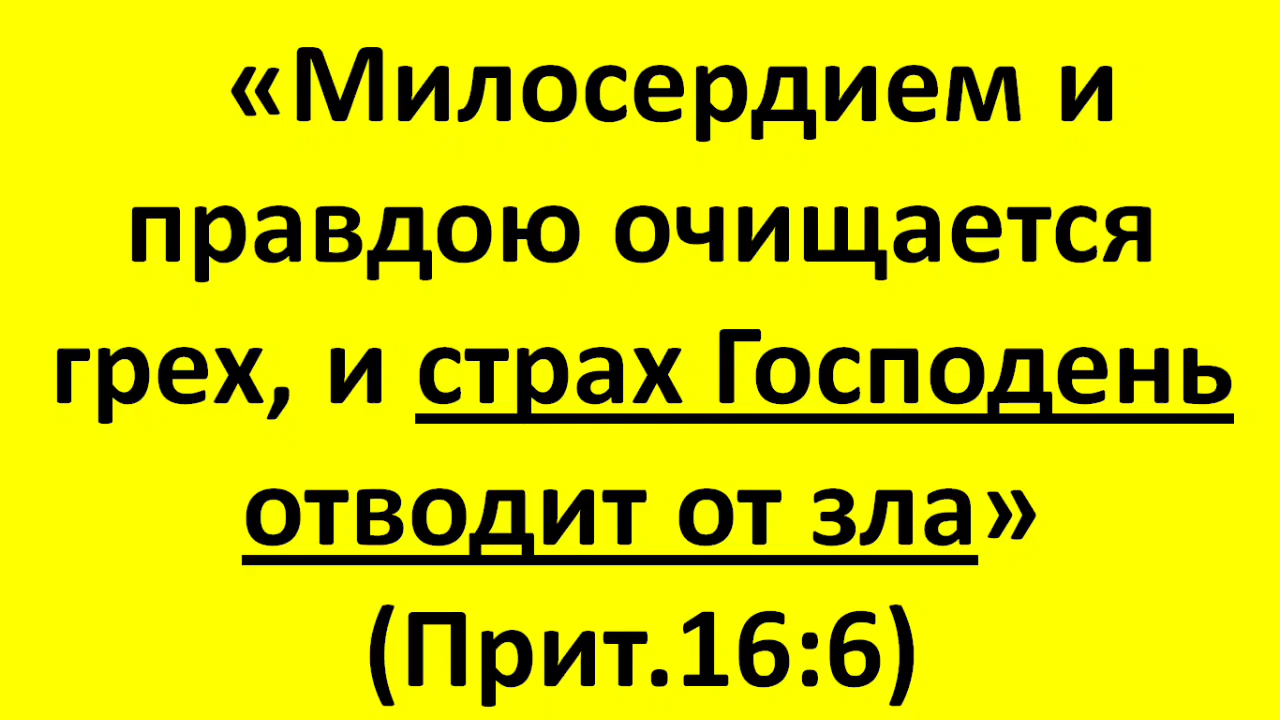 «Милосердием и
правдою очищается
грех, и страх Господень
отводит от зла»
(Прит.16:6)